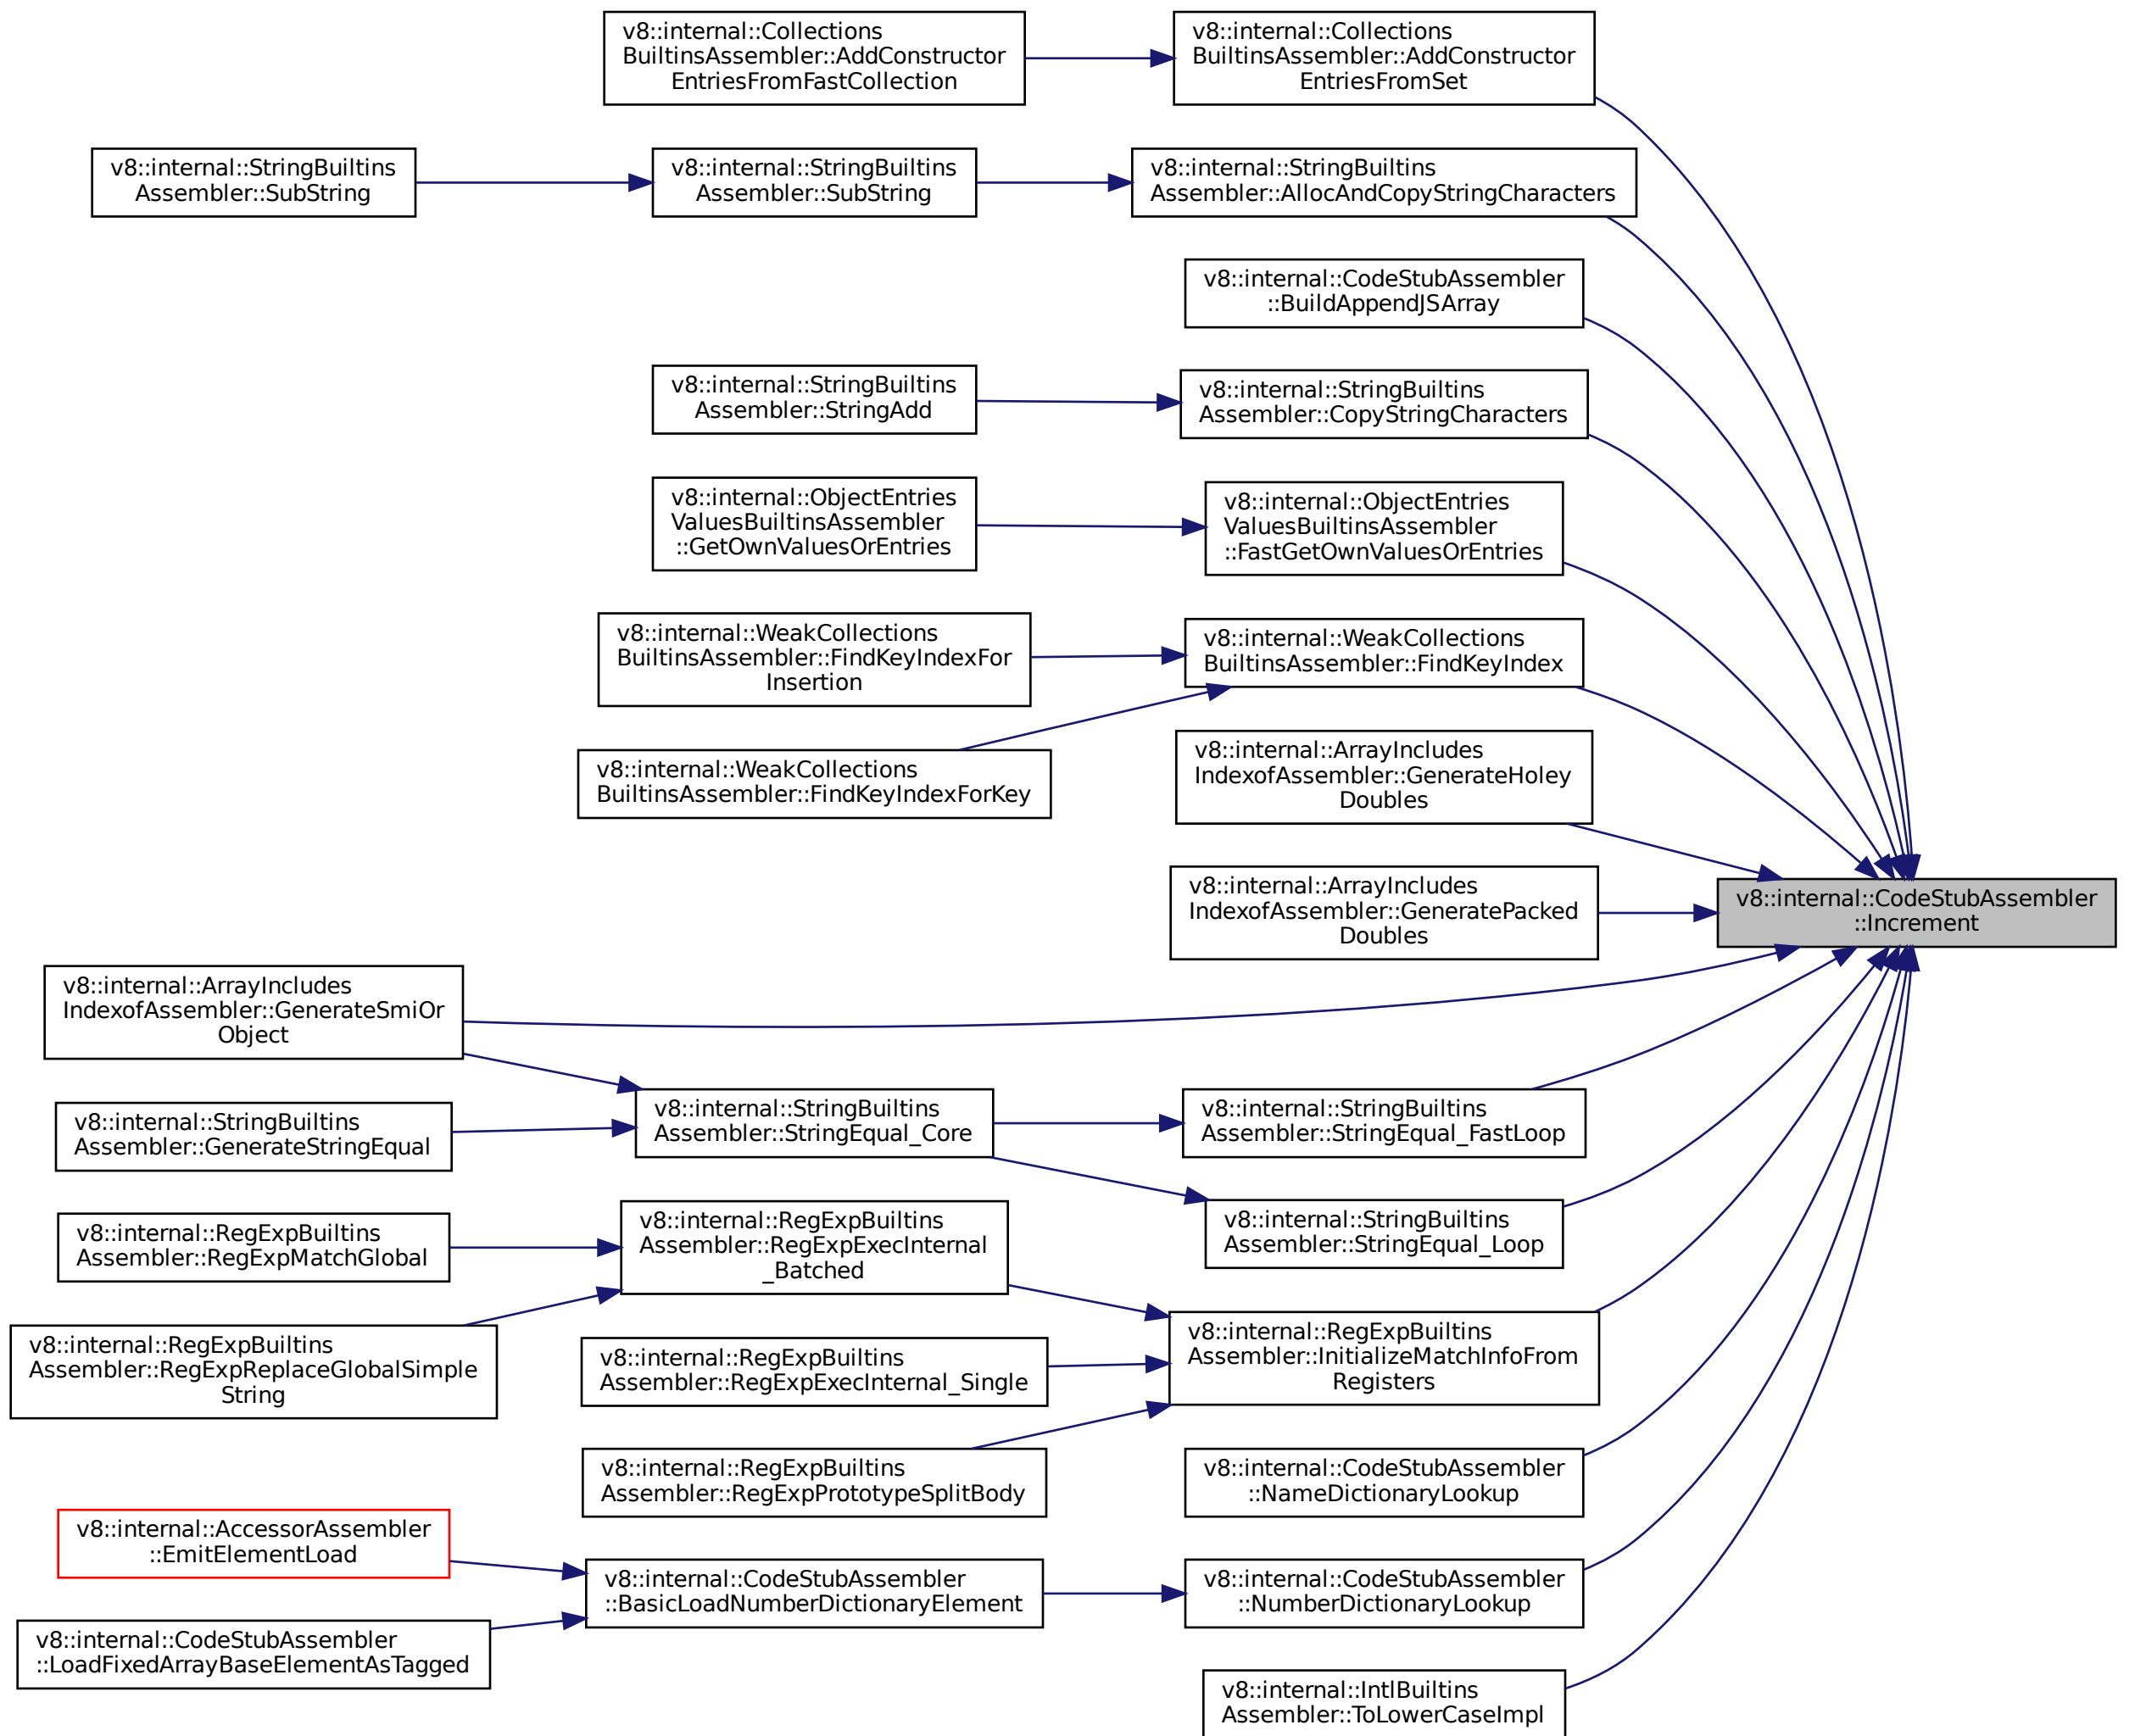 v8::internal::Collections
BuiltinsAssembler::AddConstructor
EntriesFromFastCollection
v8::internal::Collections
BuiltinsAssembler::AddConstructor
EntriesFromSet
v8::internal::StringBuiltins
Assembler::SubString
v8::internal::StringBuiltins
Assembler::SubString
v8::internal::StringBuiltins
Assembler::AllocAndCopyStringCharacters
v8::internal::CodeStubAssembler
::BuildAppendJSArray
v8::internal::StringBuiltins
Assembler::StringAdd
v8::internal::StringBuiltins
Assembler::CopyStringCharacters
v8::internal::ObjectEntries
ValuesBuiltinsAssembler
::GetOwnValuesOrEntries
v8::internal::ObjectEntries
ValuesBuiltinsAssembler
::FastGetOwnValuesOrEntries
v8::internal::WeakCollections
BuiltinsAssembler::FindKeyIndexFor
Insertion
v8::internal::WeakCollections
BuiltinsAssembler::FindKeyIndex
v8::internal::WeakCollections
BuiltinsAssembler::FindKeyIndexForKey
v8::internal::ArrayIncludes
IndexofAssembler::GenerateHoley
Doubles
v8::internal::ArrayIncludes
IndexofAssembler::GeneratePacked
Doubles
v8::internal::CodeStubAssembler
::Increment
v8::internal::ArrayIncludes
IndexofAssembler::GenerateSmiOr
Object
v8::internal::StringBuiltins
Assembler::GenerateStringEqual
v8::internal::StringBuiltins
Assembler::StringEqual_Core
v8::internal::StringBuiltins
Assembler::StringEqual_FastLoop
v8::internal::StringBuiltins
Assembler::StringEqual_Loop
v8::internal::RegExpBuiltins
Assembler::RegExpMatchGlobal
v8::internal::RegExpBuiltins
Assembler::RegExpExecInternal
_Batched
v8::internal::RegExpBuiltins
Assembler::RegExpReplaceGlobalSimple
String
v8::internal::RegExpBuiltins
Assembler::RegExpExecInternal_Single
v8::internal::RegExpBuiltins
Assembler::InitializeMatchInfoFrom
Registers
v8::internal::RegExpBuiltins
Assembler::RegExpPrototypeSplitBody
v8::internal::CodeStubAssembler
::NameDictionaryLookup
v8::internal::AccessorAssembler
::EmitElementLoad
v8::internal::CodeStubAssembler
::BasicLoadNumberDictionaryElement
v8::internal::CodeStubAssembler
::NumberDictionaryLookup
v8::internal::CodeStubAssembler
::LoadFixedArrayBaseElementAsTagged
v8::internal::IntlBuiltins
Assembler::ToLowerCaseImpl